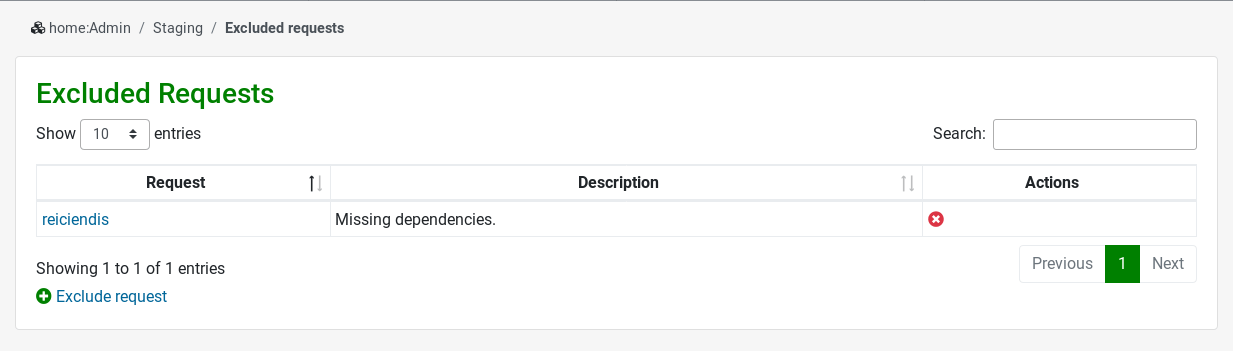 home:Admin / Staging / Excluded requests
Excluded Requests
Show 10 entries Search:
Request Description Actions
reiciendis Missing dependencies.
Showing 1 to 1 of 1 entries Previous 1 Next
Exclude request